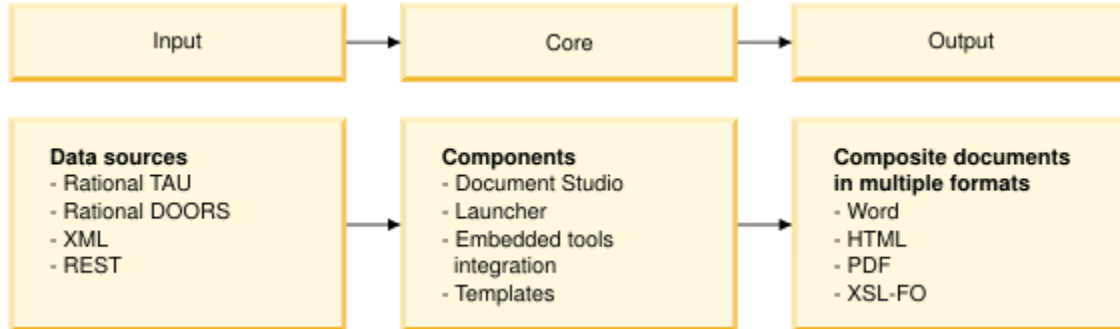 Input
Core
Output
Data sources
- Rational TAU
- Rational DOORS
- XML
- REST
Components
- Document Studio
- Launcher
- Embedded tools
integration
- Templates
Composite documents
in multiple formats
- Word
- HTML
- PDF
- XSL-FO